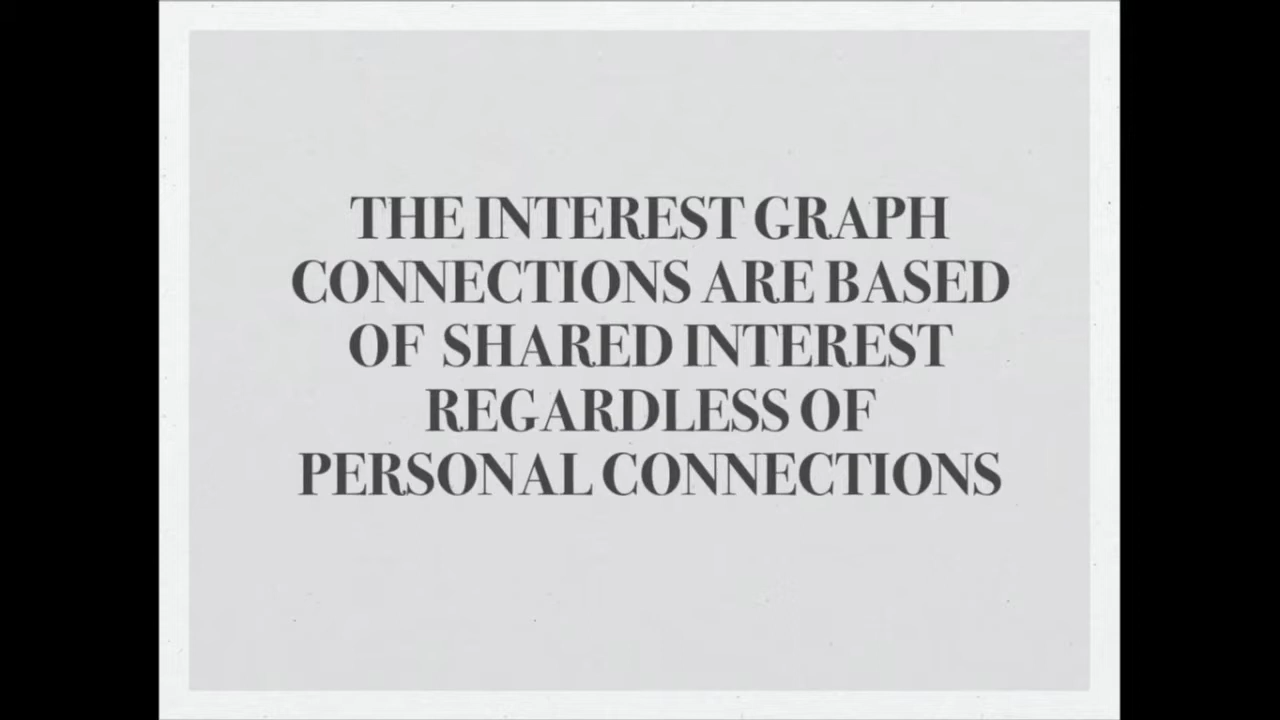 THE INTEREST GRAPH
CONNECTIONS ARE BASED
OF SHARED INTEREST
REGARDLESS OF
PERSONAL CONNECTIONS